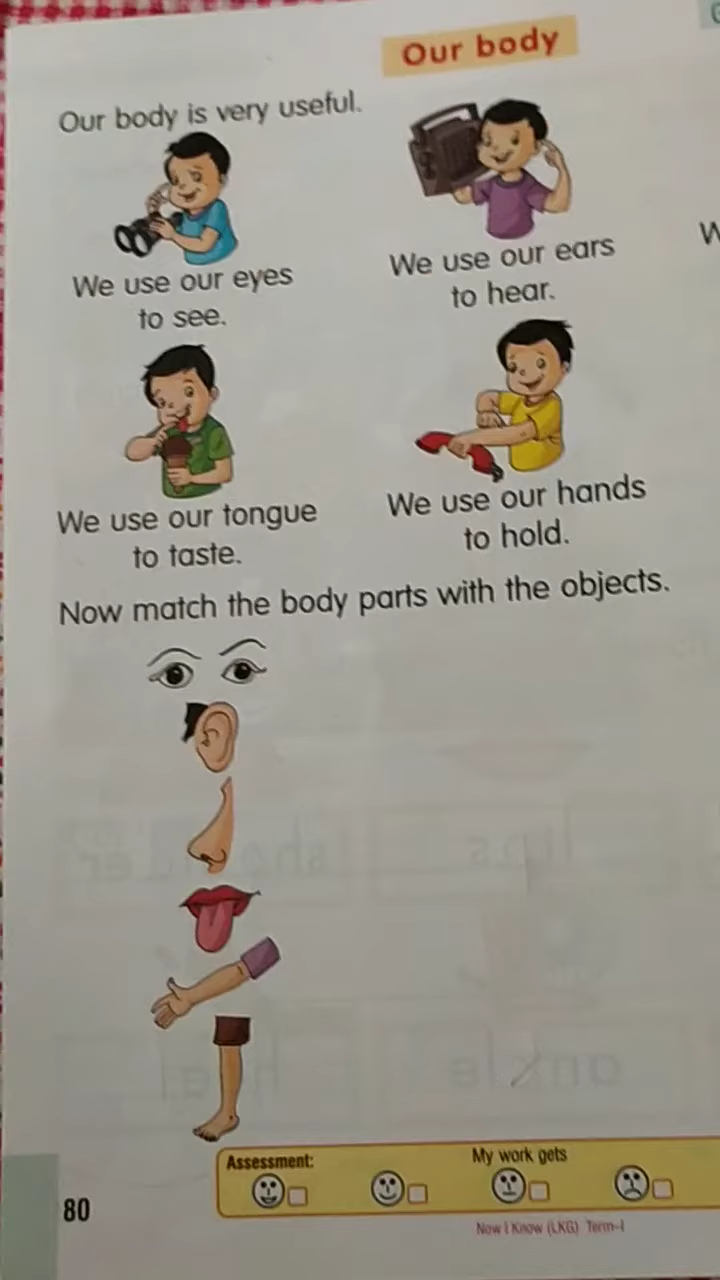 Our body
Our body is very useful.
We use our eyes
to see.
We use our ears
to hear.
We use our tongue
to taste.
We use our hands
to hold.
Now match the body parts with the objects.
Assessment:
My work gets
80
Now I Know (LKG) Term-I